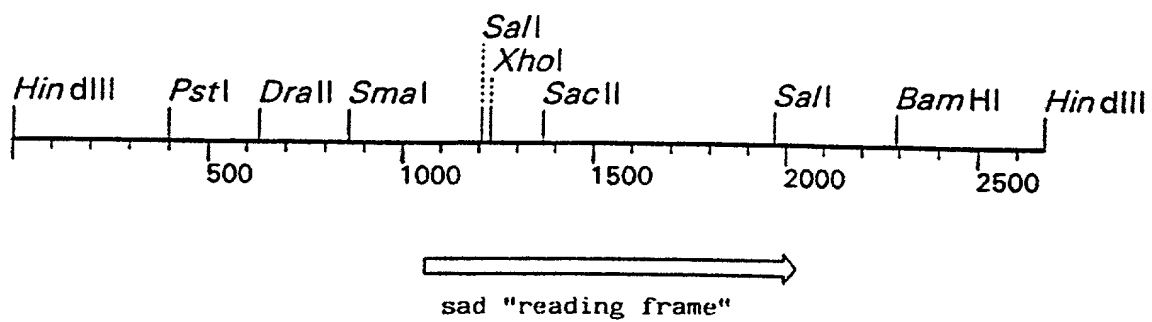 SalI
XhoI
HindIII PstI DraII SmaI SacII SalI BamHI HindIII
500 1000 1500 2000 2500
sad "reading frame"